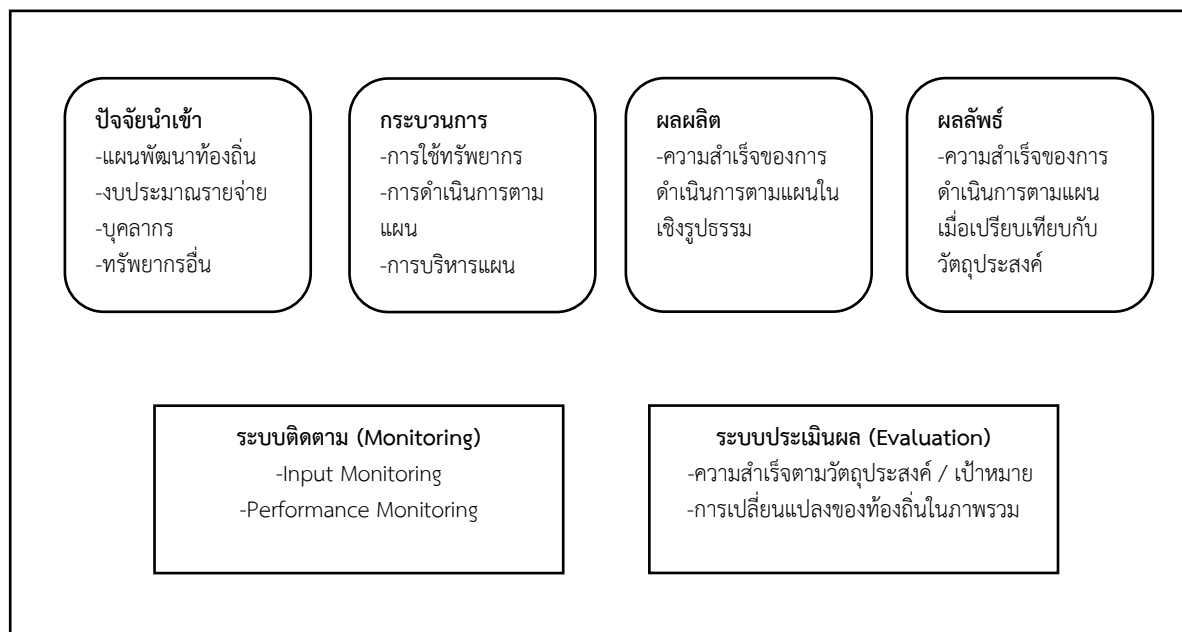 ปัจจัยนำเข้า
-แผนพัฒนาท้องถิ่น
-งบประมาณรายจ่าย
-บุคลากร
-ทรัพยากรอื่น
กระบวนการ
-การใช้ทรัพยากร
-การดำเนินการตาม
แผน
-การบริหารแผน
ผลผลิต
-ความสำเร็จของการ
ดำเนินการตามแผนใน
เชิงรูปธรรม
ผลลัพธ์
-ความสำเร็จของการ
ดำเนินการตามแผน
เมื่อเปรียบเทียบกับ
วัตถุประสงค์
ระบบติดตาม (Monitoring)
-Input Monitoring
-Performance Monitoring
ระบบประเมินผล (Evaluation)
-ความสำเร็จตามวัตถุประสงค์ / เป้าหมาย
-การเปลี่ยนแปลงของท้องถิ่นในภาพรวม